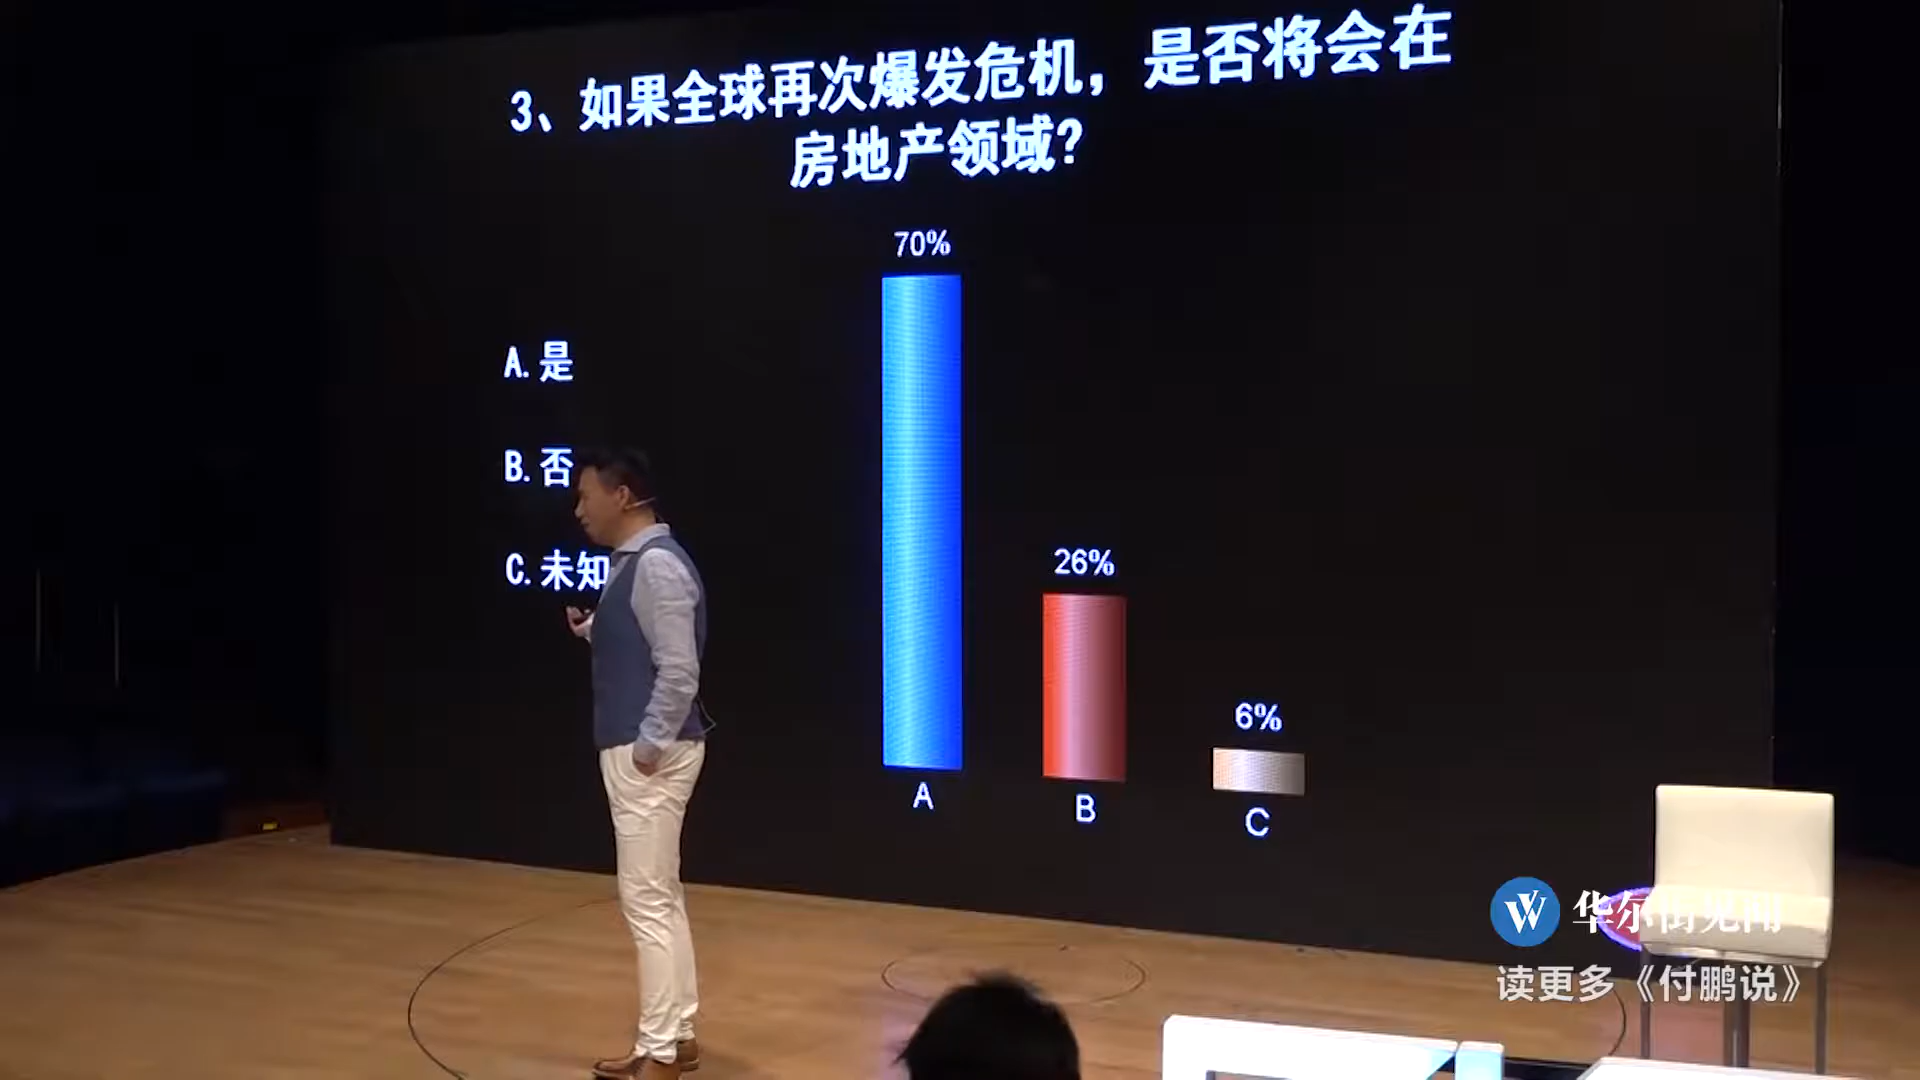 3、如果全球再次爆发危机，是否将会在
房地产领域?
70%
A. 是
B. 否
C. 未知
26%
6%
A
B
C
华尔街见闻
读更多《付鹏说》